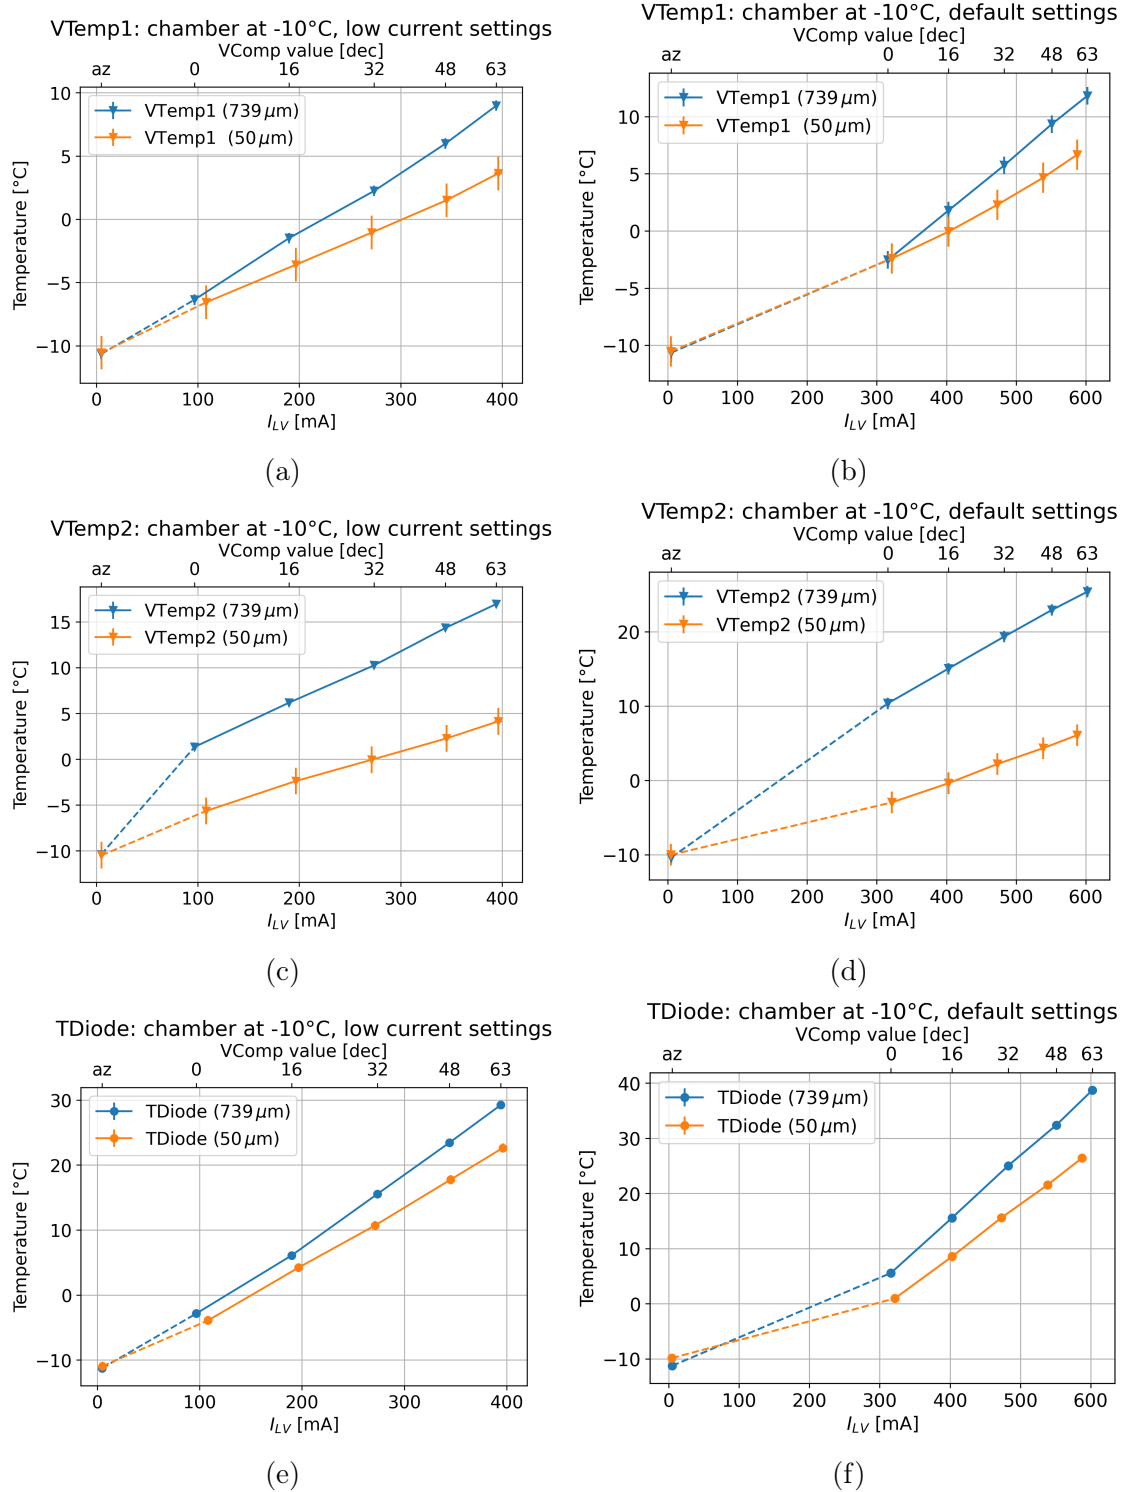 VTemp1: chamber at -10°C, low current settings
VComp value [dec]
az 0 16 32 48 63
VTemp1 (739 μm)
VTemp1 (50 μm)
Temperature [°C]
10
5
0
−5
−10
0 100 200 300 400
I_LV [mA]
(a)
VTemp1: chamber at -10°C, default settings
VComp value [dec]
az 0 16 32 48 63
VTemp1 (739 μm)
VTemp1 (50 μm)
Temperature [°C]
10
5
0
−5
−10
0 100 200 300 400 500 600
I_LV [mA]
(b)
VTemp2: chamber at -10°C, low current settings
VComp value [dec]
az 0 16 32 48 63
VTemp2 (739 μm)
VTemp2 (50 μm)
Temperature [°C]
15
10
5
0
−5
−10
0 100 200 300 400
I_LV [mA]
(c)
VTemp2: chamber at -10°C, default settings
VComp value [dec]
az 0 16 32 48 63
VTemp2 (739 μm)
VTemp2 (50 μm)
Temperature [°C]
20
10
0
−10
0 100 200 300 400 500 600
I_LV [mA]
(d)
TDiode: chamber at -10°C, low current settings
VComp value [dec]
az 0 16 32 48 63
TDiode (739 μm)
TDiode (50 μm)
Temperature [°C]
30
20
10
0
−10
0 100 200 300 400
I_LV [mA]
(e)
TDiode: chamber at -10°C, default settings
VComp value [dec]
az 0 16 32 48 63
TDiode (739 μm)
TDiode (50 μm)
Temperature [°C]
40
30
20
10
0
−10
0 100 200 300 400 500 600
I_LV [mA]
(f)